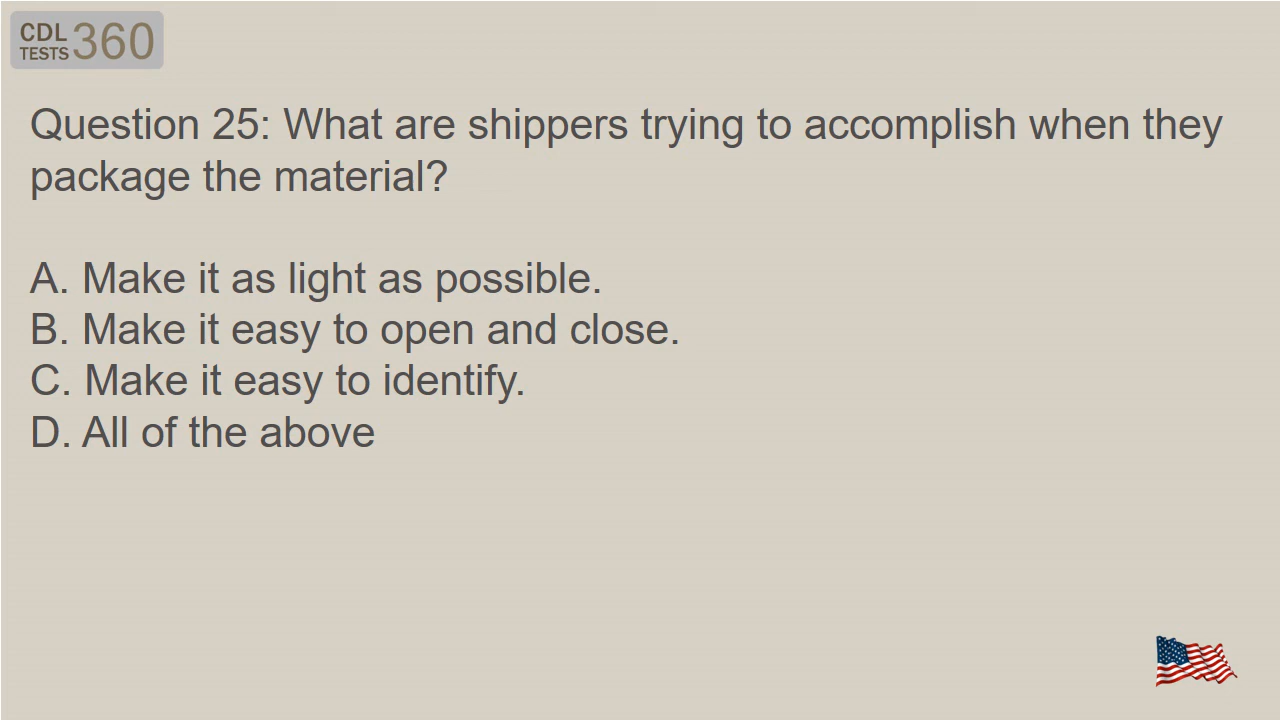 CDL
TESTS 360
Question 25: What are shippers trying to accomplish when they
package the material?
A. Make it as light as possible.
B. Make it easy to open and close.
C. Make it easy to identify.
D. All of the above